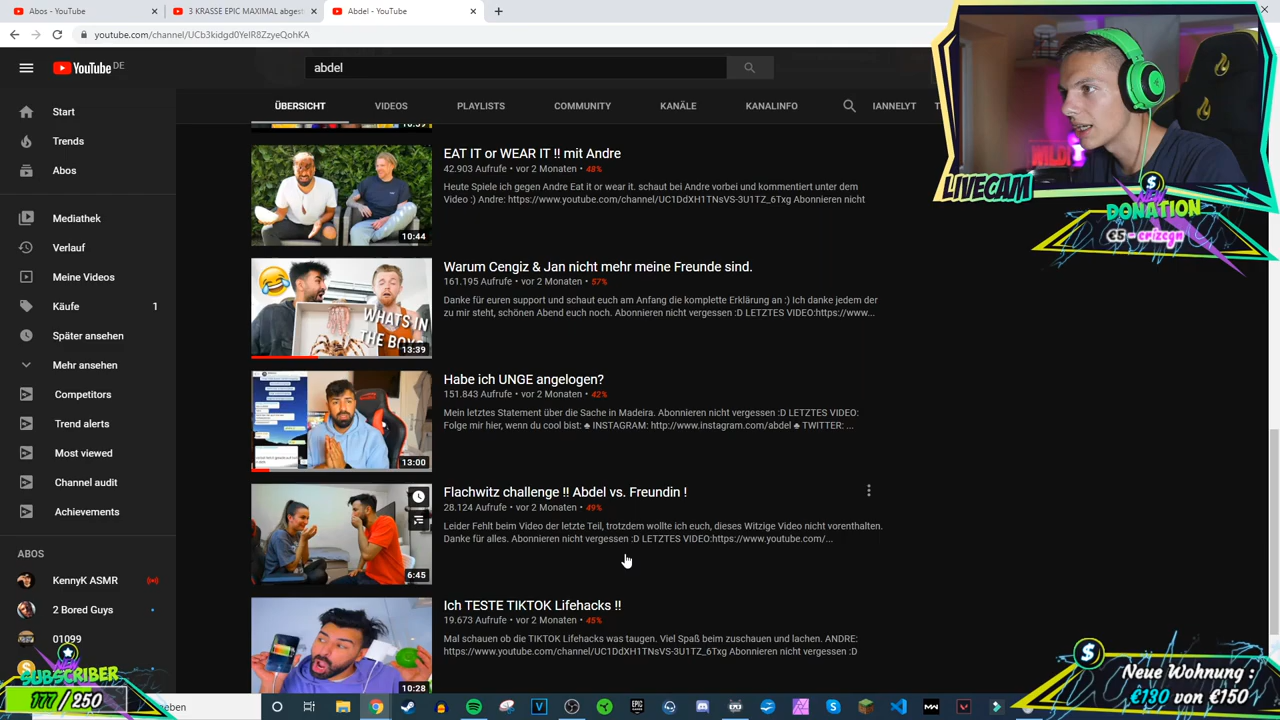 Abos - YouTube
3 KRASSE EPIC MAXIMAL abgest
Abdel - YouTube
youtube.com/channel/UCb3kidgd0YeIR8ZzyeQohKA
YouTube DE
abdel
ÜBERSICHT
VIDEOS
PLAYLISTS
COMMUNITY
KANÄLE
KANALINFO
IANNELYT
Start
Trends
Abos
Mediathek
Verlauf
Meine Videos
Käufe 1
Später ansehen
Mehr ansehen
Competitors
Trend alerts
Most viewed
Channel audit
Achievements
ABOS
KennyK ASMR
2 Bored Guys
01099
EAT IT or WEAR IT !! mit Andre
42.903 Aufrufe • vor 2 Monaten • 48%
Heute Spiele ich gegen Andre Eat it or wear it. schaut bei Andre vorbei und kommentiert unter dem
Video :) Andre: https://www.youtube.com/channel/UC1DdXH1TNsVS-3U1TZ_6Txg Abonnieren nicht
10:44
Warum Cengiz & Jan nicht mehr meine Freunde sind.
161.195 Aufrufe • vor 2 Monaten • 57%
Danke für euren support und schaut euch am Anfang die komplette Erklärung an :) Ich danke jedem der
zu mir steht, schönen Abend euch noch. Abonnieren nicht vergessen :D LETZTES VIDEO:https://www...
WHATS IN
THE BOX
13:39
Habe ich UNGE angelogen?
151.843 Aufrufe • vor 2 Monaten • 42%
Mein letztes Statement über die Sache in Madeira. Abonnieren nicht vergessen :D LETZTES VIDEO:
Folge mir hier, wenn du cool bist: ♣ INSTAGRAM: http://www.instagram.com/abdel ♣ TWITTER: ...
13:00
Flachwitz challenge !! Abdel vs. Freundin !
28.124 Aufrufe • vor 2 Monaten • 49%
Leider Fehlt beim Video der letzte Teil, trotzdem wollte ich euch, dieses Witzige Video nicht vorenthalten.
Danke für alles. Abonnieren nicht vergessen :D LETZTES VIDEO:https://www.youtube.com/...
6:45
Ich TESTE TIKTOK Lifehacks !!
19.673 Aufrufe • vor 2 Monaten • 45%
Mal schauen ob die TIKTOK Lifehacks was taugen. Viel Spaß beim zuschauen und lachen. ANDRE:
https://www.youtube.com/channel/UC1DdXH1TNsVS-3U1TZ_6Txg Abonnieren nicht vergessen :D
10:28
LIVECAM
NEW
DONATION
€5 - crizcgn
NEW
SUBSCRIBER
177 / 250
geben
Neue Wohnung :
€130 von €150